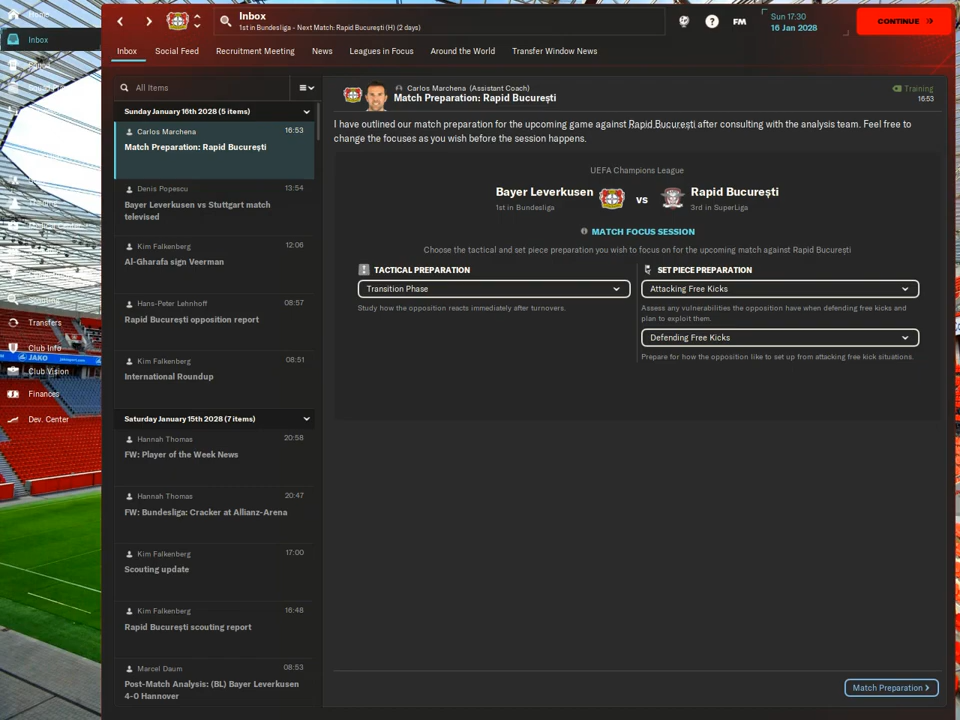 Home
Inbox
1st in Bundesliga - Next Match: Rapid București (H) (2 days)
FM
Sun 17:30
16 Jan 2028
CONTINUE
Inbox
Inbox
Social Feed
Recruitment Meeting
News
Leagues in Focus
Around the World
Transfer Window News
All Items
Sunday January 16th 2028 (5 items)
Carlos Marchena
16:53
Match Preparation: Rapid București
Denis Popescu
13:54
Bayer Leverkusen vs Stuttgart match
televised
Kim Falkenberg
12:06
Al-Gharafa sign Veerman
Hans-Peter Lehnhoff
08:57
Rapid București opposition report
Kim Falkenberg
08:51
International Roundup
Saturday January 15th 2028 (7 items)
Hannah Thomas
20:58
FW: Player of the Week News
Hannah Thomas
20:47
FW: Bundesliga: Cracker at Allianz-Arena
Kim Falkenberg
17:00
Scouting update
Kim Falkenberg
16:48
Rapid București scouting report
Marcel Daum
08:53
Post-Match Analysis: (BL) Bayer Leverkusen
4-0 Hannover
Transfers
Club Info
JAKO
Club Vision
Finances
Dev. Center
Carlos Marchena (Assistant Coach)
Match Preparation: Rapid București
Training
16:53
I have outlined our match preparation for the upcoming game against Rapid București after consulting with the analysis team. Feel free to
change the focuses as you wish before the session happens.
UEFA Champions League
Bayer Leverkusen
1st in Bundesliga
vs
Rapid București
3rd in SuperLiga
MATCH FOCUS SESSION
Choose the tactical and set piece preparation you wish to focus on for the upcoming match against Rapid București
TACTICAL PREPARATION
Transition Phase
Study how the opposition reacts immediately after turnovers.
SET PIECE PREPARATION
Attacking Free Kicks
Assess any vulnerabilities the opposition have when defending free kicks and
plan to exploit them.
Defending Free Kicks
Prepare for how the opposition like to set up from attacking free kick situations.
Match Preparation